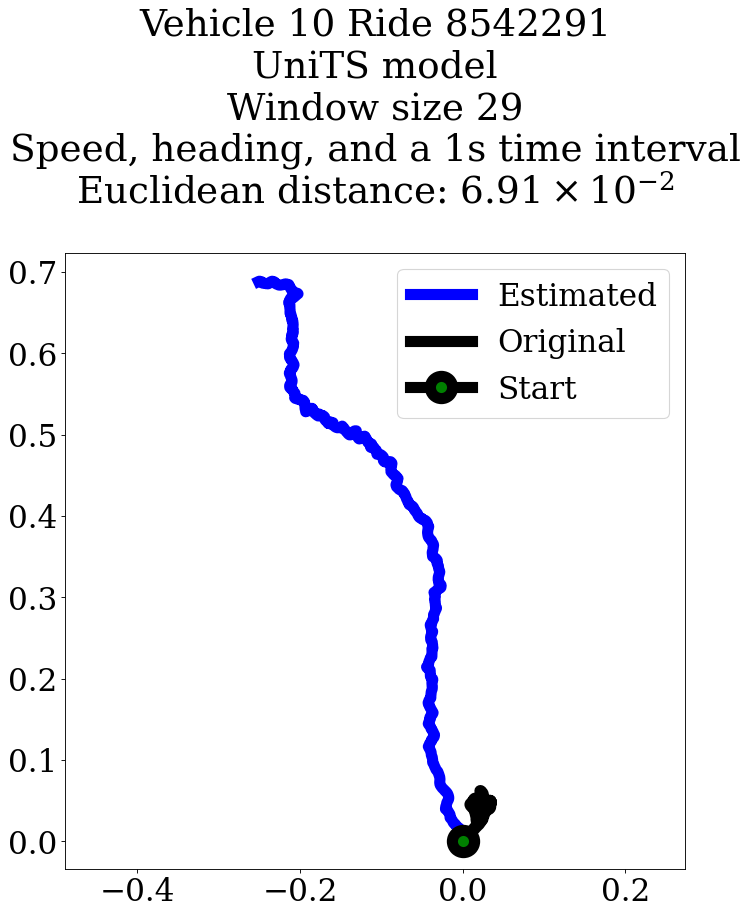 Vehicle 10 Ride 8542291
UniTS model
Window size 29
Speed, heading, and a 1s time interval
Euclidean distance: 6.91 × 10⁻²
Estimated
Original
Start
0.7
0.6
0.5
0.4
0.3
0.2
0.1
0.0
−0.4 −0.2 0.0 0.2